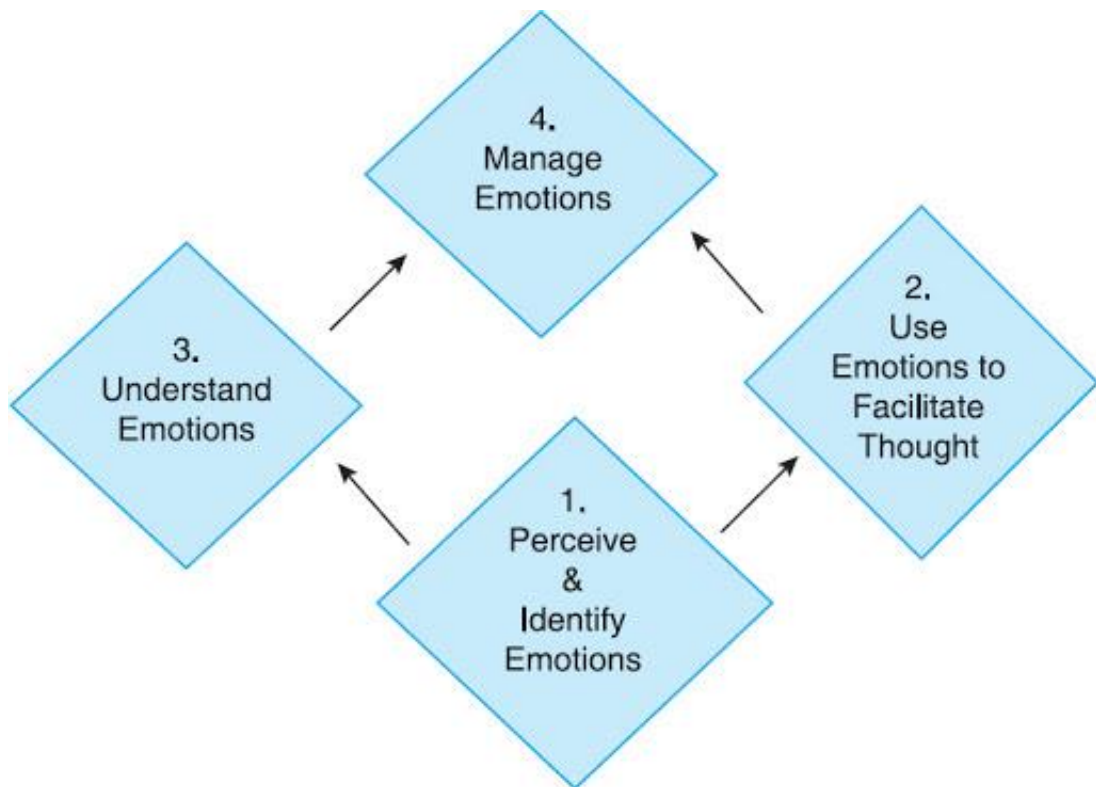 4.
Manage
Emotions
3.
Understand
Emotions
2.
Use
Emotions to
Facilitate
Thought
1.
Perceive
&
Identify
Emotions